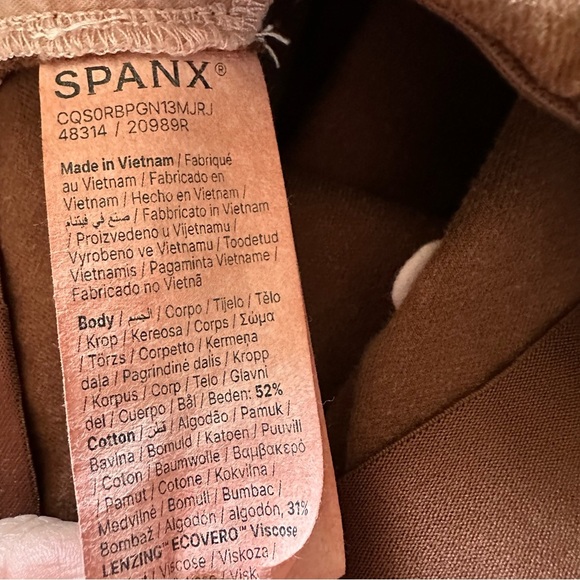 SPANX®
CQS0RBPGN13MJRJ
48314 / 20989R
Made in Vietnam / Fabriqué
au Vietnam / Fabricado en
Vietnam / Hecho en Vietnam
/ صنع في فيتنام / Fabbricato in Vietnam
/ Proizvedeno u Vijetnamu /
Vyrobeno ve Vietnamu / Toodetud
Vietnamis / Pagaminta Vietname /
Fabricado no Vietnã
Body / الجسم / Corpo / Tijelo / Tělo
/ Krop / Kereosa / Corps / Σώμα
/ Törzs / Corpetto / Ķermeņa
daļa / Pagrindinė dalis / Kropp
/ Korpus / Corp / Telo / Glavni
del / Cuerpo / Bål / Beden: 52%
Cotton / قطن / Algodão / Pamuk /
Bavlna / Bomuld / Katoen / Puuvill
/ Coton / Baumwolle / Βαμβακερό
/ Pamut / Cotone / Kokvilna /
Medvilnė / Bomull / Bumbac /
Bombaž / Algodón / algodón, 31%
LENZING™ ECOVERO™ Viscose
/ Viscose / Viskoza /